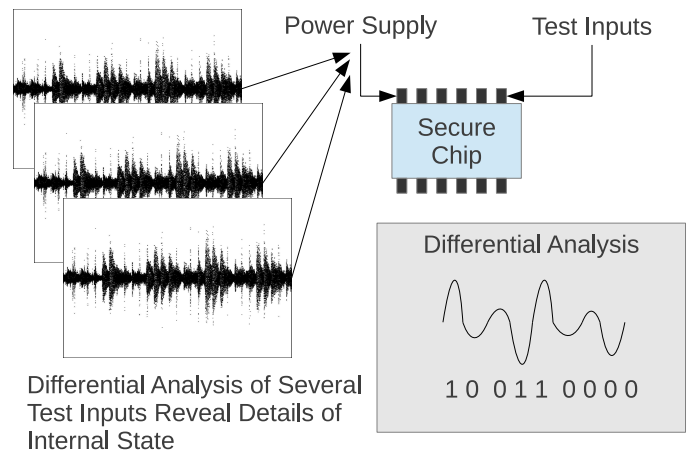 Power Supply
Test Inputs
Secure
Chip
Differential Analysis
1 0 0 1 1 0 0 0 0
Differential Analysis of Several
Test Inputs Reveal Details of
Internal State